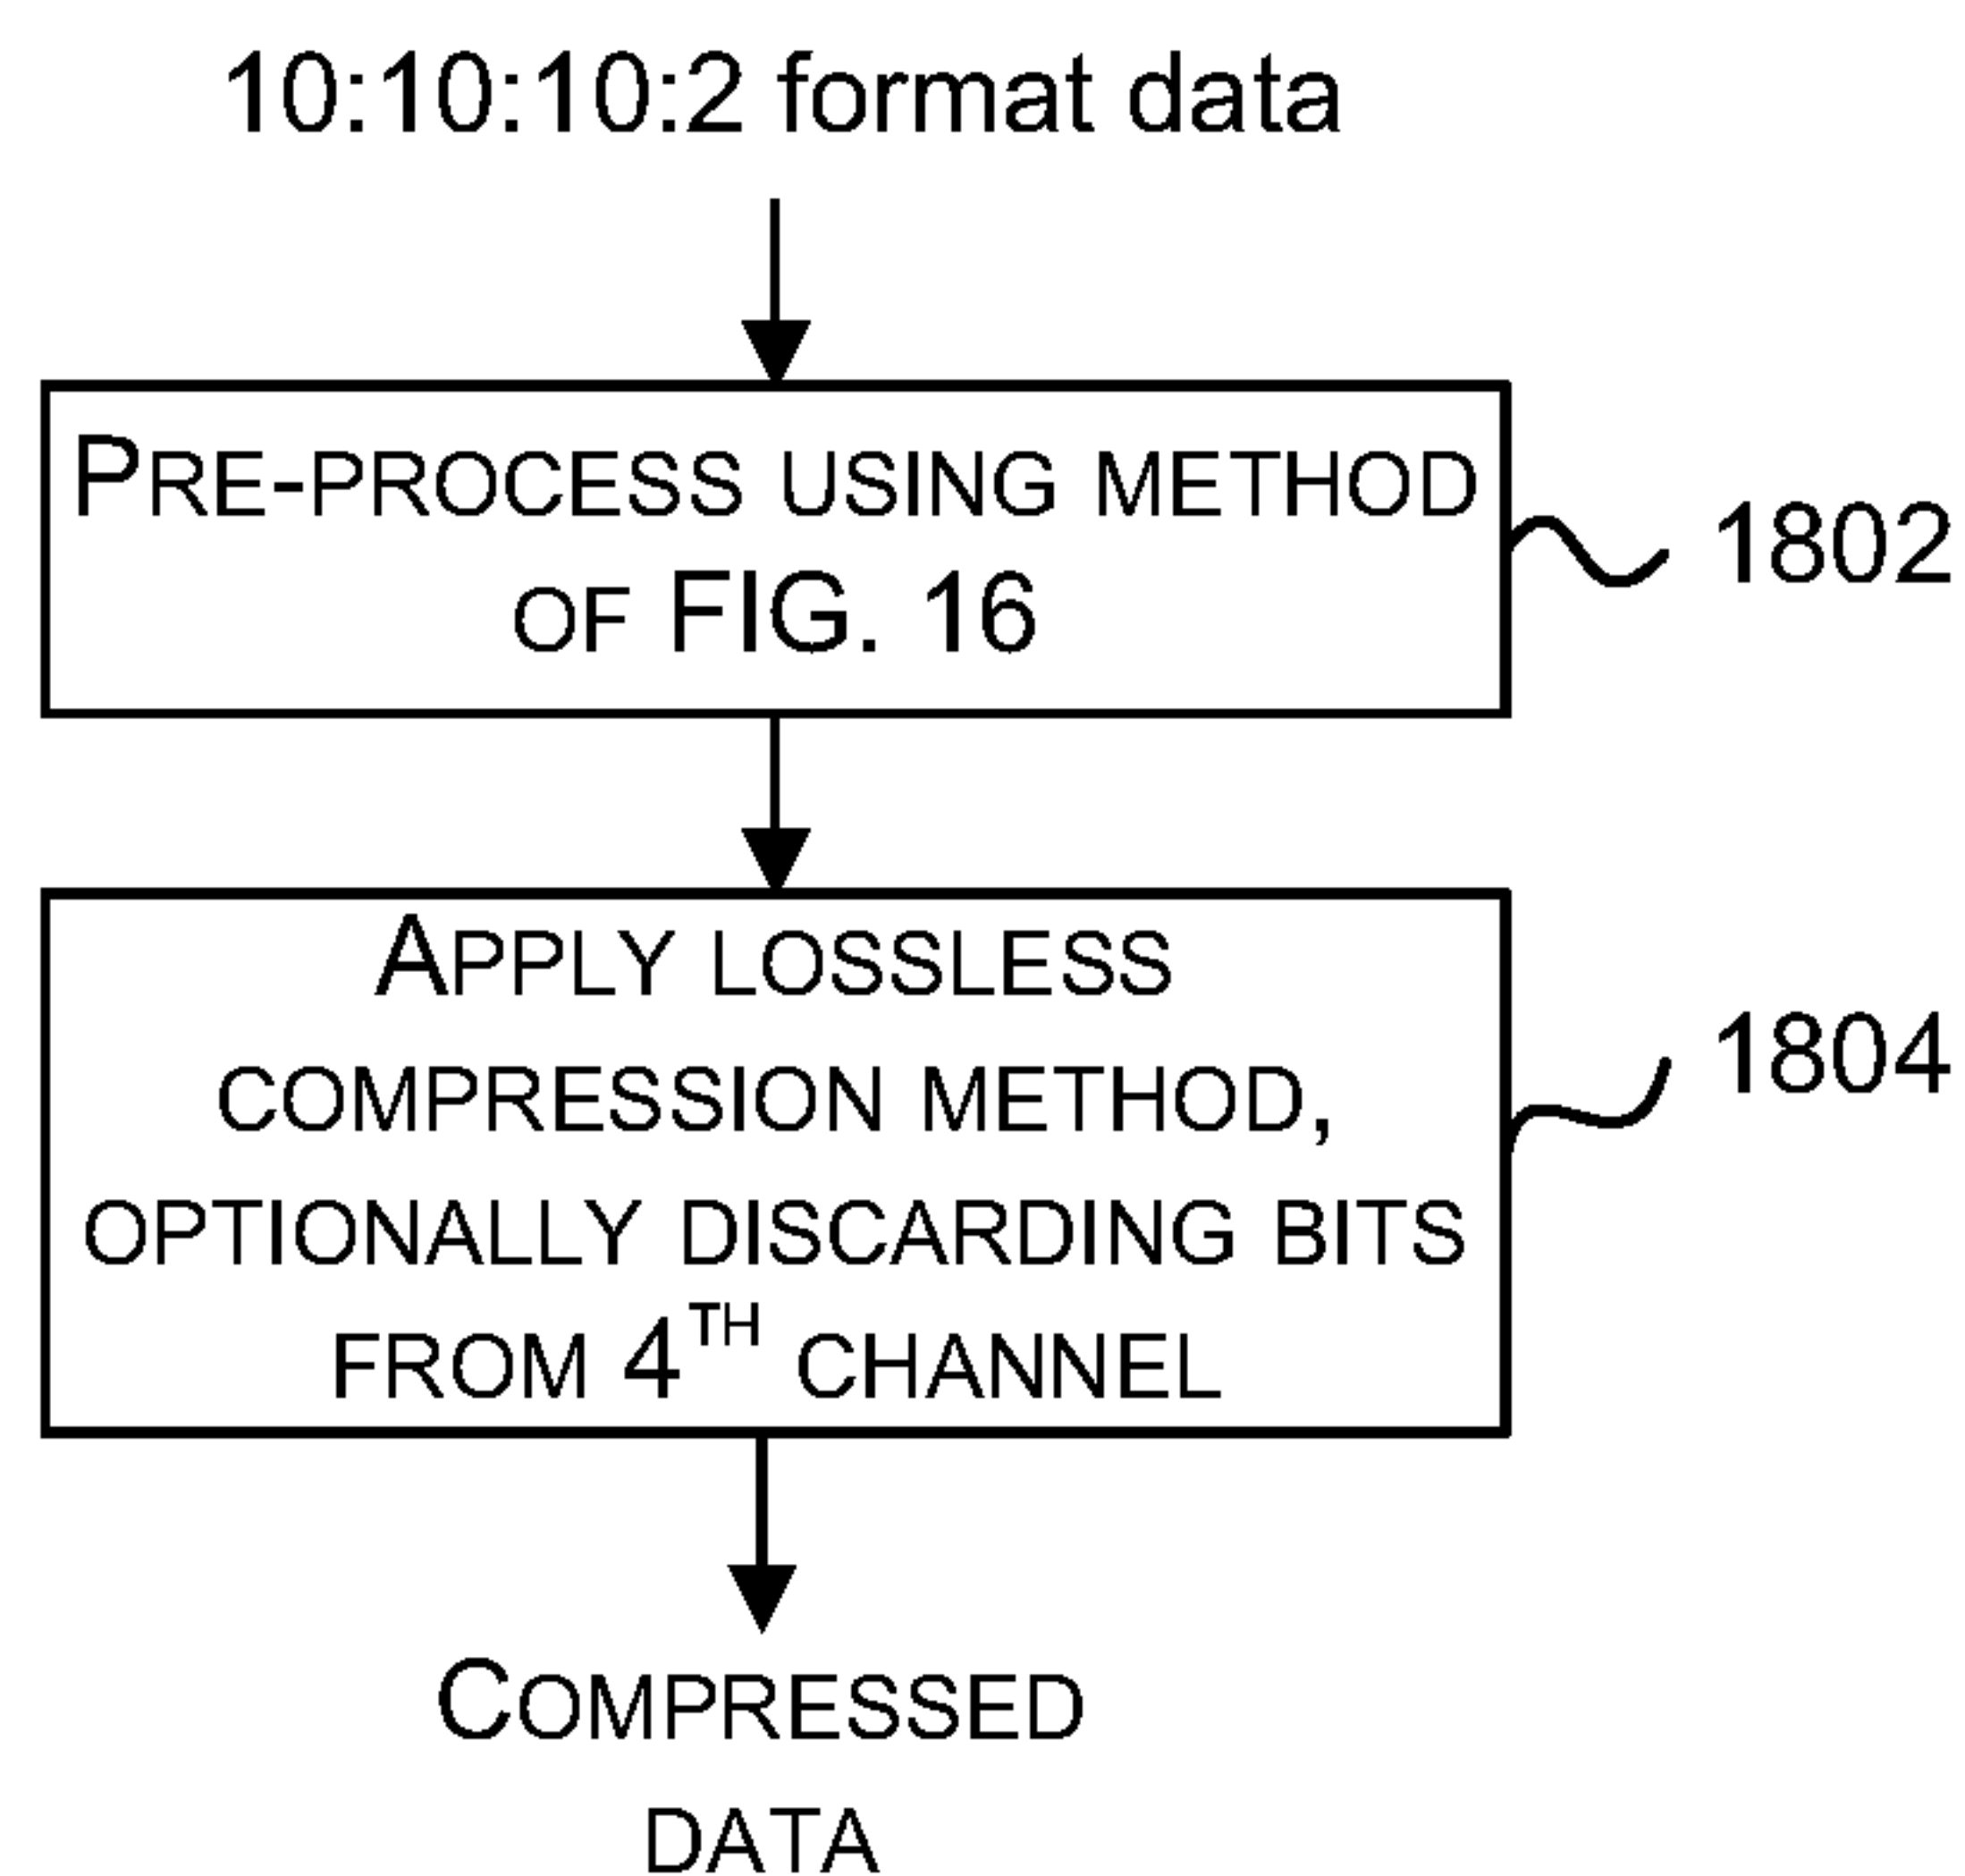 10:10:10:2 format data
PRE-PROCESS USING METHOD
OF FIG. 16
1802
APPLY LOSSLESS
COMPRESSION METHOD,
OPTIONALLY DISCARDING BITS
FROM 4TH CHANNEL
1804
COMPRESSED
DATA